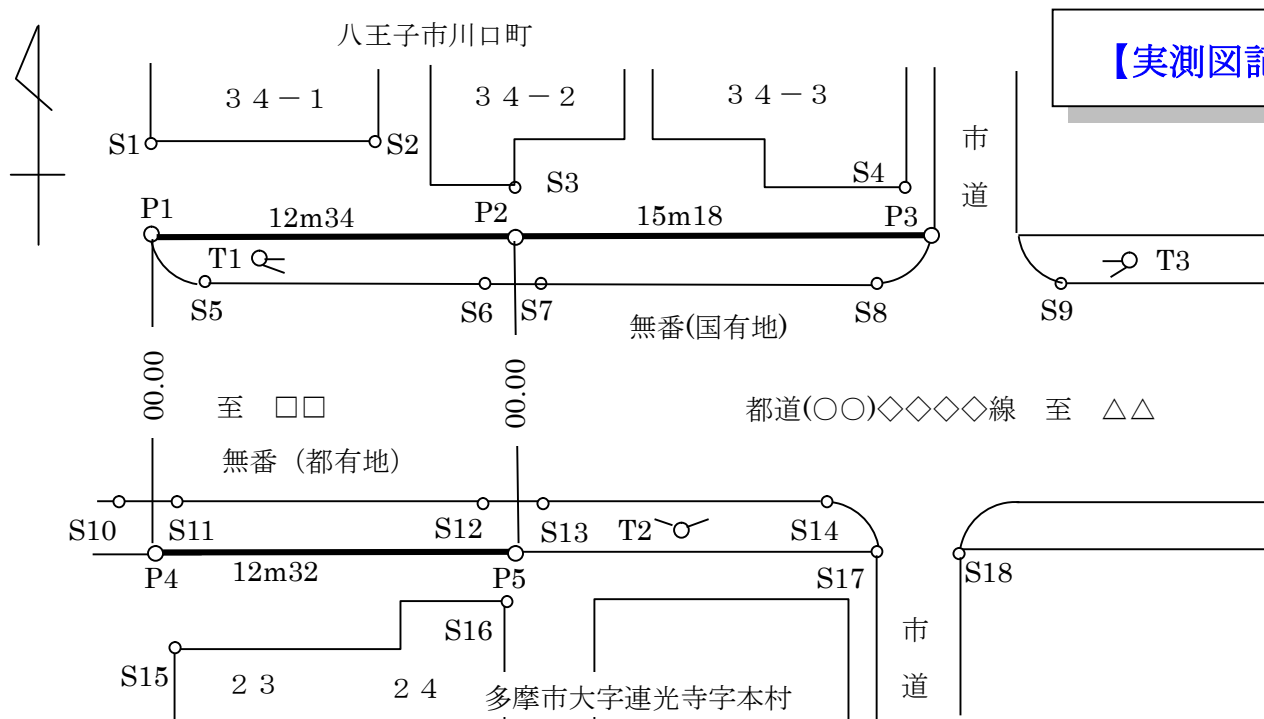 八王子市川口町
【実測図記
３４−１
３４−２
３４−３
市道
S1
S2
S3
S4
P1
12m34
P2
15m18
P3
T1
T3
S5
S6
S7
S8
S9
無番(国有地)
00.00
00.00
至 □□
都道(○○)◇◇◇◇線 至 △△
無番（都有地）
S10
S11
S12
S13
T2
S14
P4
12m32
P5
S17
S18
S16
S15
２３
２４
市道
多摩市大字連光寺字本村